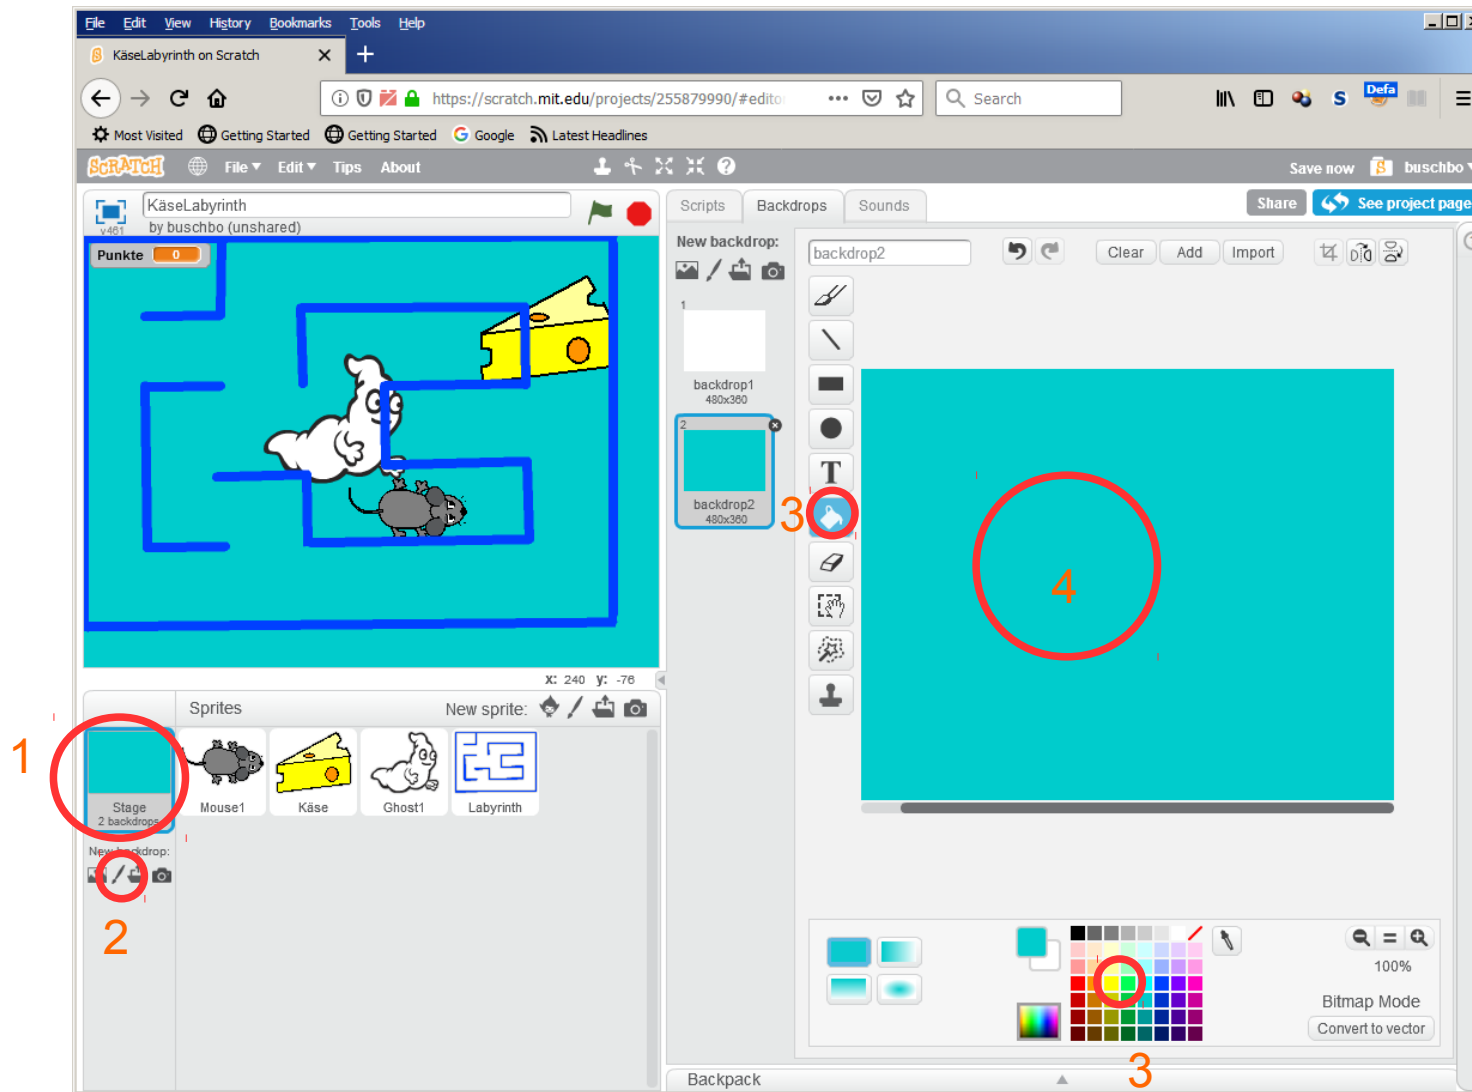 File Edit View History Bookmarks Tools Help
KäseLabyrinth on Scratch
https://scratch.mit.edu/projects/255879990/#edito
Search
Defa
Most Visited Getting Started Getting Started Google Latest Headlines
SCRATCH File Edit Tips About
Save now buschbo
KäseLabyrinth
by buschbo (unshared)
v461
Scripts Backdrops Sounds
Share See project page
Punkte 0
New backdrop:
1
backdrop1
480x360
2
backdrop2
480x360
backdrop2
Clear Add Import
T
3
4
x: 240 y: -76
Sprites New sprite:
1
Stage
2 backdrops
Mouse1 Käse Ghost1 Labyrinth
New backdrop:
2
100%
Bitmap Mode
Convert to vector
3
Backpack